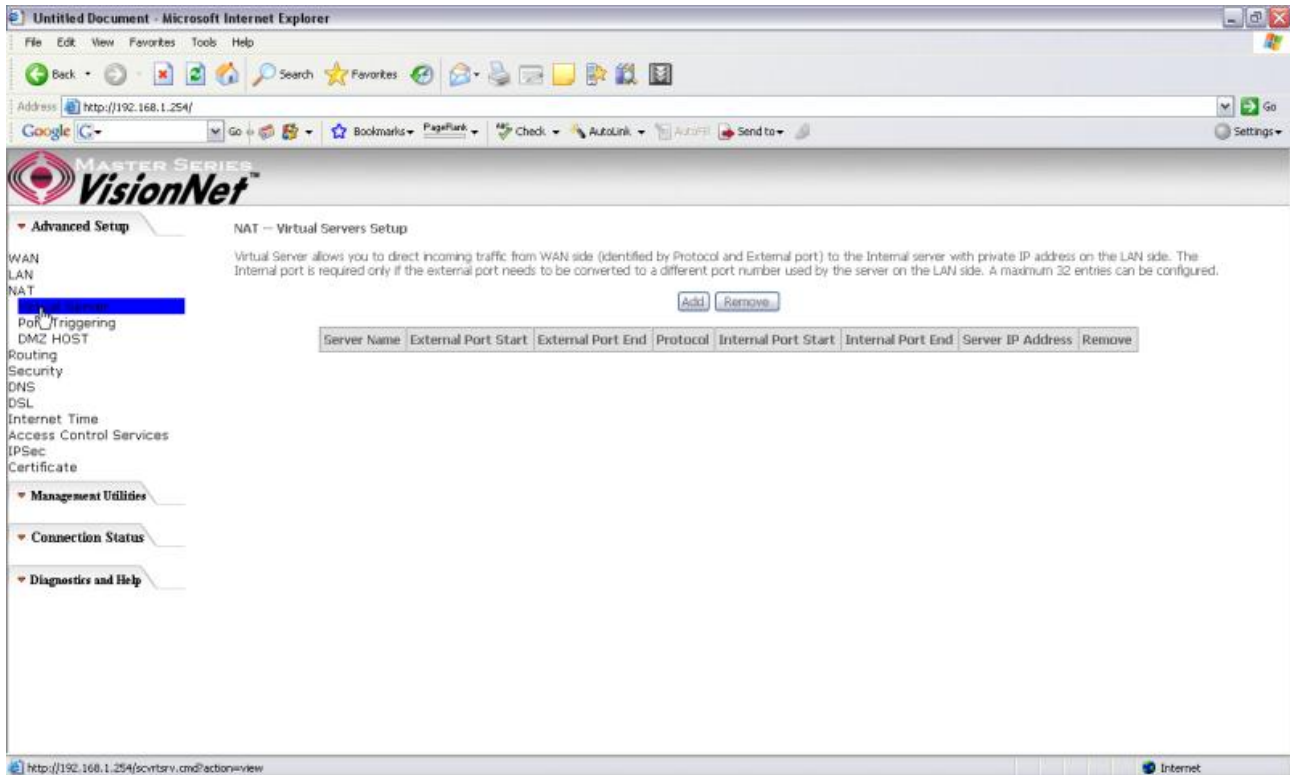 Untitled Document - Microsoft Internet Explorer
File Edit View Favorites Tools Help
Back Search Favorites
Address http://192.168.1.254/ Go
Google G Go Bookmarks PageRank Check AutoLink AutoFill Send to Settings
MASTER SERIES
VisionNet™
Advanced Setup
WAN
LAN
NAT
Port Triggering
DMZ HOST
Routing
Security
DNS
DSL
Internet Time
Access Control Services
IPSec
Certificate
Management Utilities
Connection Status
Diagnostics and Help
NAT -- Virtual Servers Setup
Virtual Server allows you to direct incoming traffic from WAN side (identified by Protocol and External port) to the Internal server with private IP address on the LAN side. The
Internal port is required only if the external port needs to be converted to a different port number used by the server on the LAN side. A maximum 32 entries can be configured.
Add Remove
Server Name External Port Start External Port End Protocol Internal Port Start Internal Port End Server IP Address Remove
http://192.168.1.254/scvrtsrv.cmd?action=view Internet